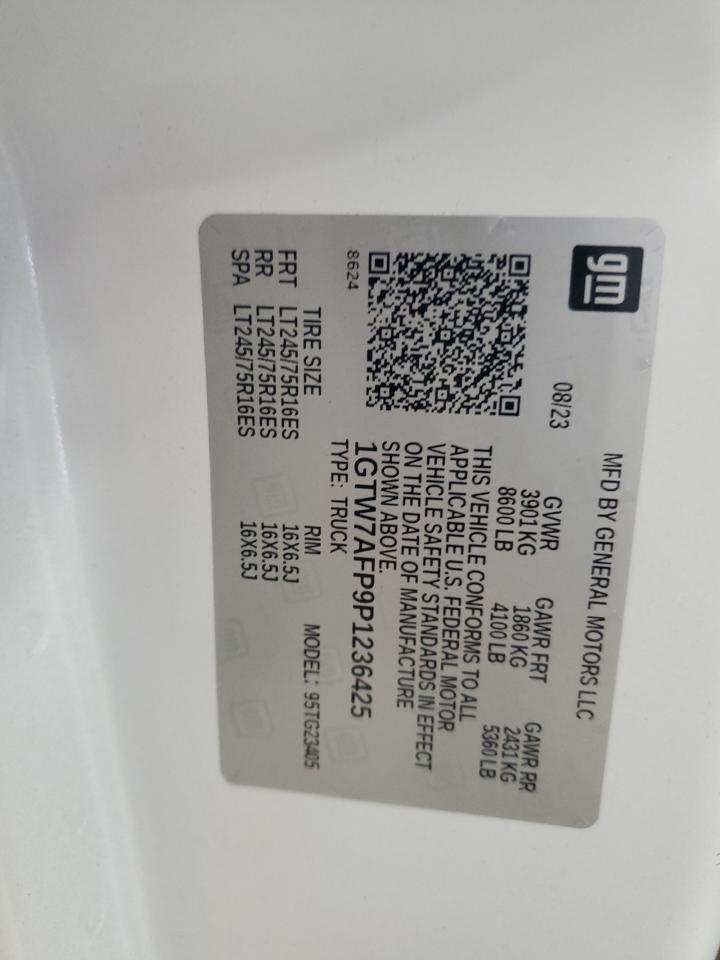 gm
MFD BY GENERAL MOTORS LLC
08/23
GVWR GAWR FRT GAWR RR
3901 KG 1860 KG 2431 KG
8600 LB 4100 LB 5360 LB
THIS VEHICLE CONFORMS TO ALL
APPLICABLE U.S. FEDERAL MOTOR
VEHICLE SAFETY STANDARDS IN EFFECT
ON THE DATE OF MANUFACTURE
SHOWN ABOVE.
1GTW7AFP9P1236425
8624
TYPE: TRUCK
MODEL: 95TG23405
TIRE SIZE RIM
FRT LT245/75R16ES 16X6.5J
RR LT245/75R16ES 16X6.5J
SPA LT245/75R16ES 16X6.5J